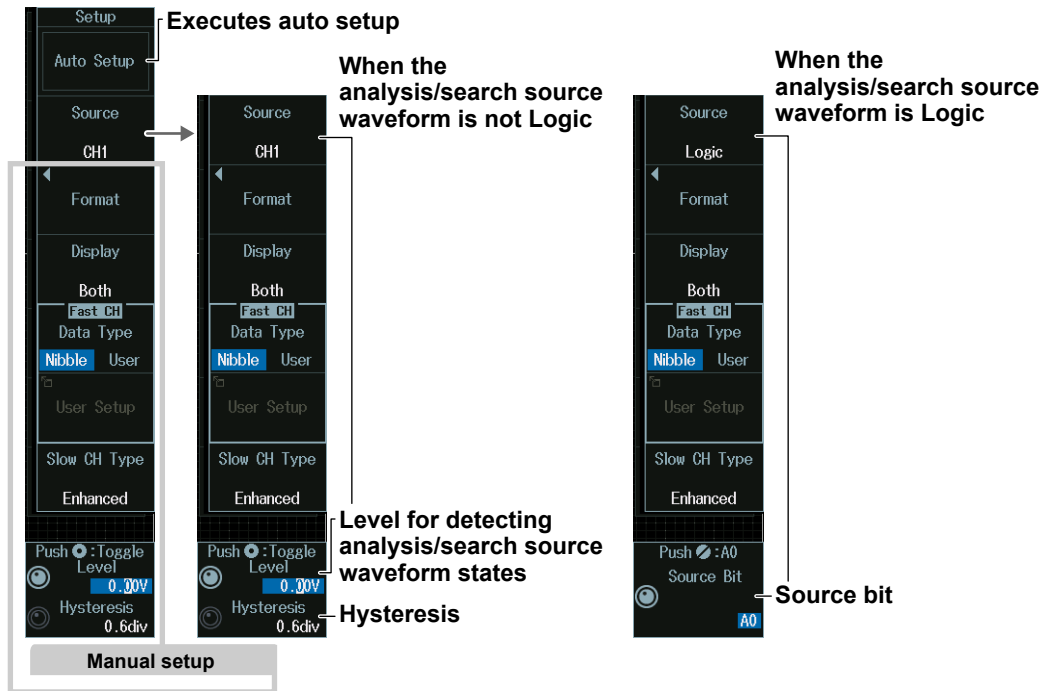 Setup
Executes auto setup
Auto Setup
Source
CH1
Format
Display
Both
Fast CH
Data Type
Nibble User
User Setup
Slow CH Type
Enhanced
Push :Toggle
Level
0.00V
Hysteresis
0.6div
Manual setup
When the
analysis/search source
waveform is not Logic
Source
CH1
Format
Display
Both
Fast CH
Data Type
Nibble User
User Setup
Slow CH Type
Enhanced
Push :Toggle
Level
0.00V
Hysteresis
0.6div
Level for detecting
analysis/search source
waveform states
Hysteresis
When the
analysis/search source
waveform is Logic
Source
Logic
Format
Display
Both
Fast CH
Data Type
Nibble User
User Setup
Slow CH Type
Enhanced
Push :A0
Source Bit
A0
Source bit